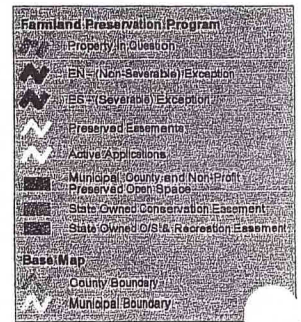 Farmland Preservation Program
Property In Question
EN - (Non-Severable) Exception
ES - (Severable) Exception
Preserved Easements
Active Applications
Municipal, County and Non-Profit
Preserved Open Space
State Owned Conservation Easement
State Owned O/S & Recreation Easement
Base Map
County Boundary
Municipal Boundary